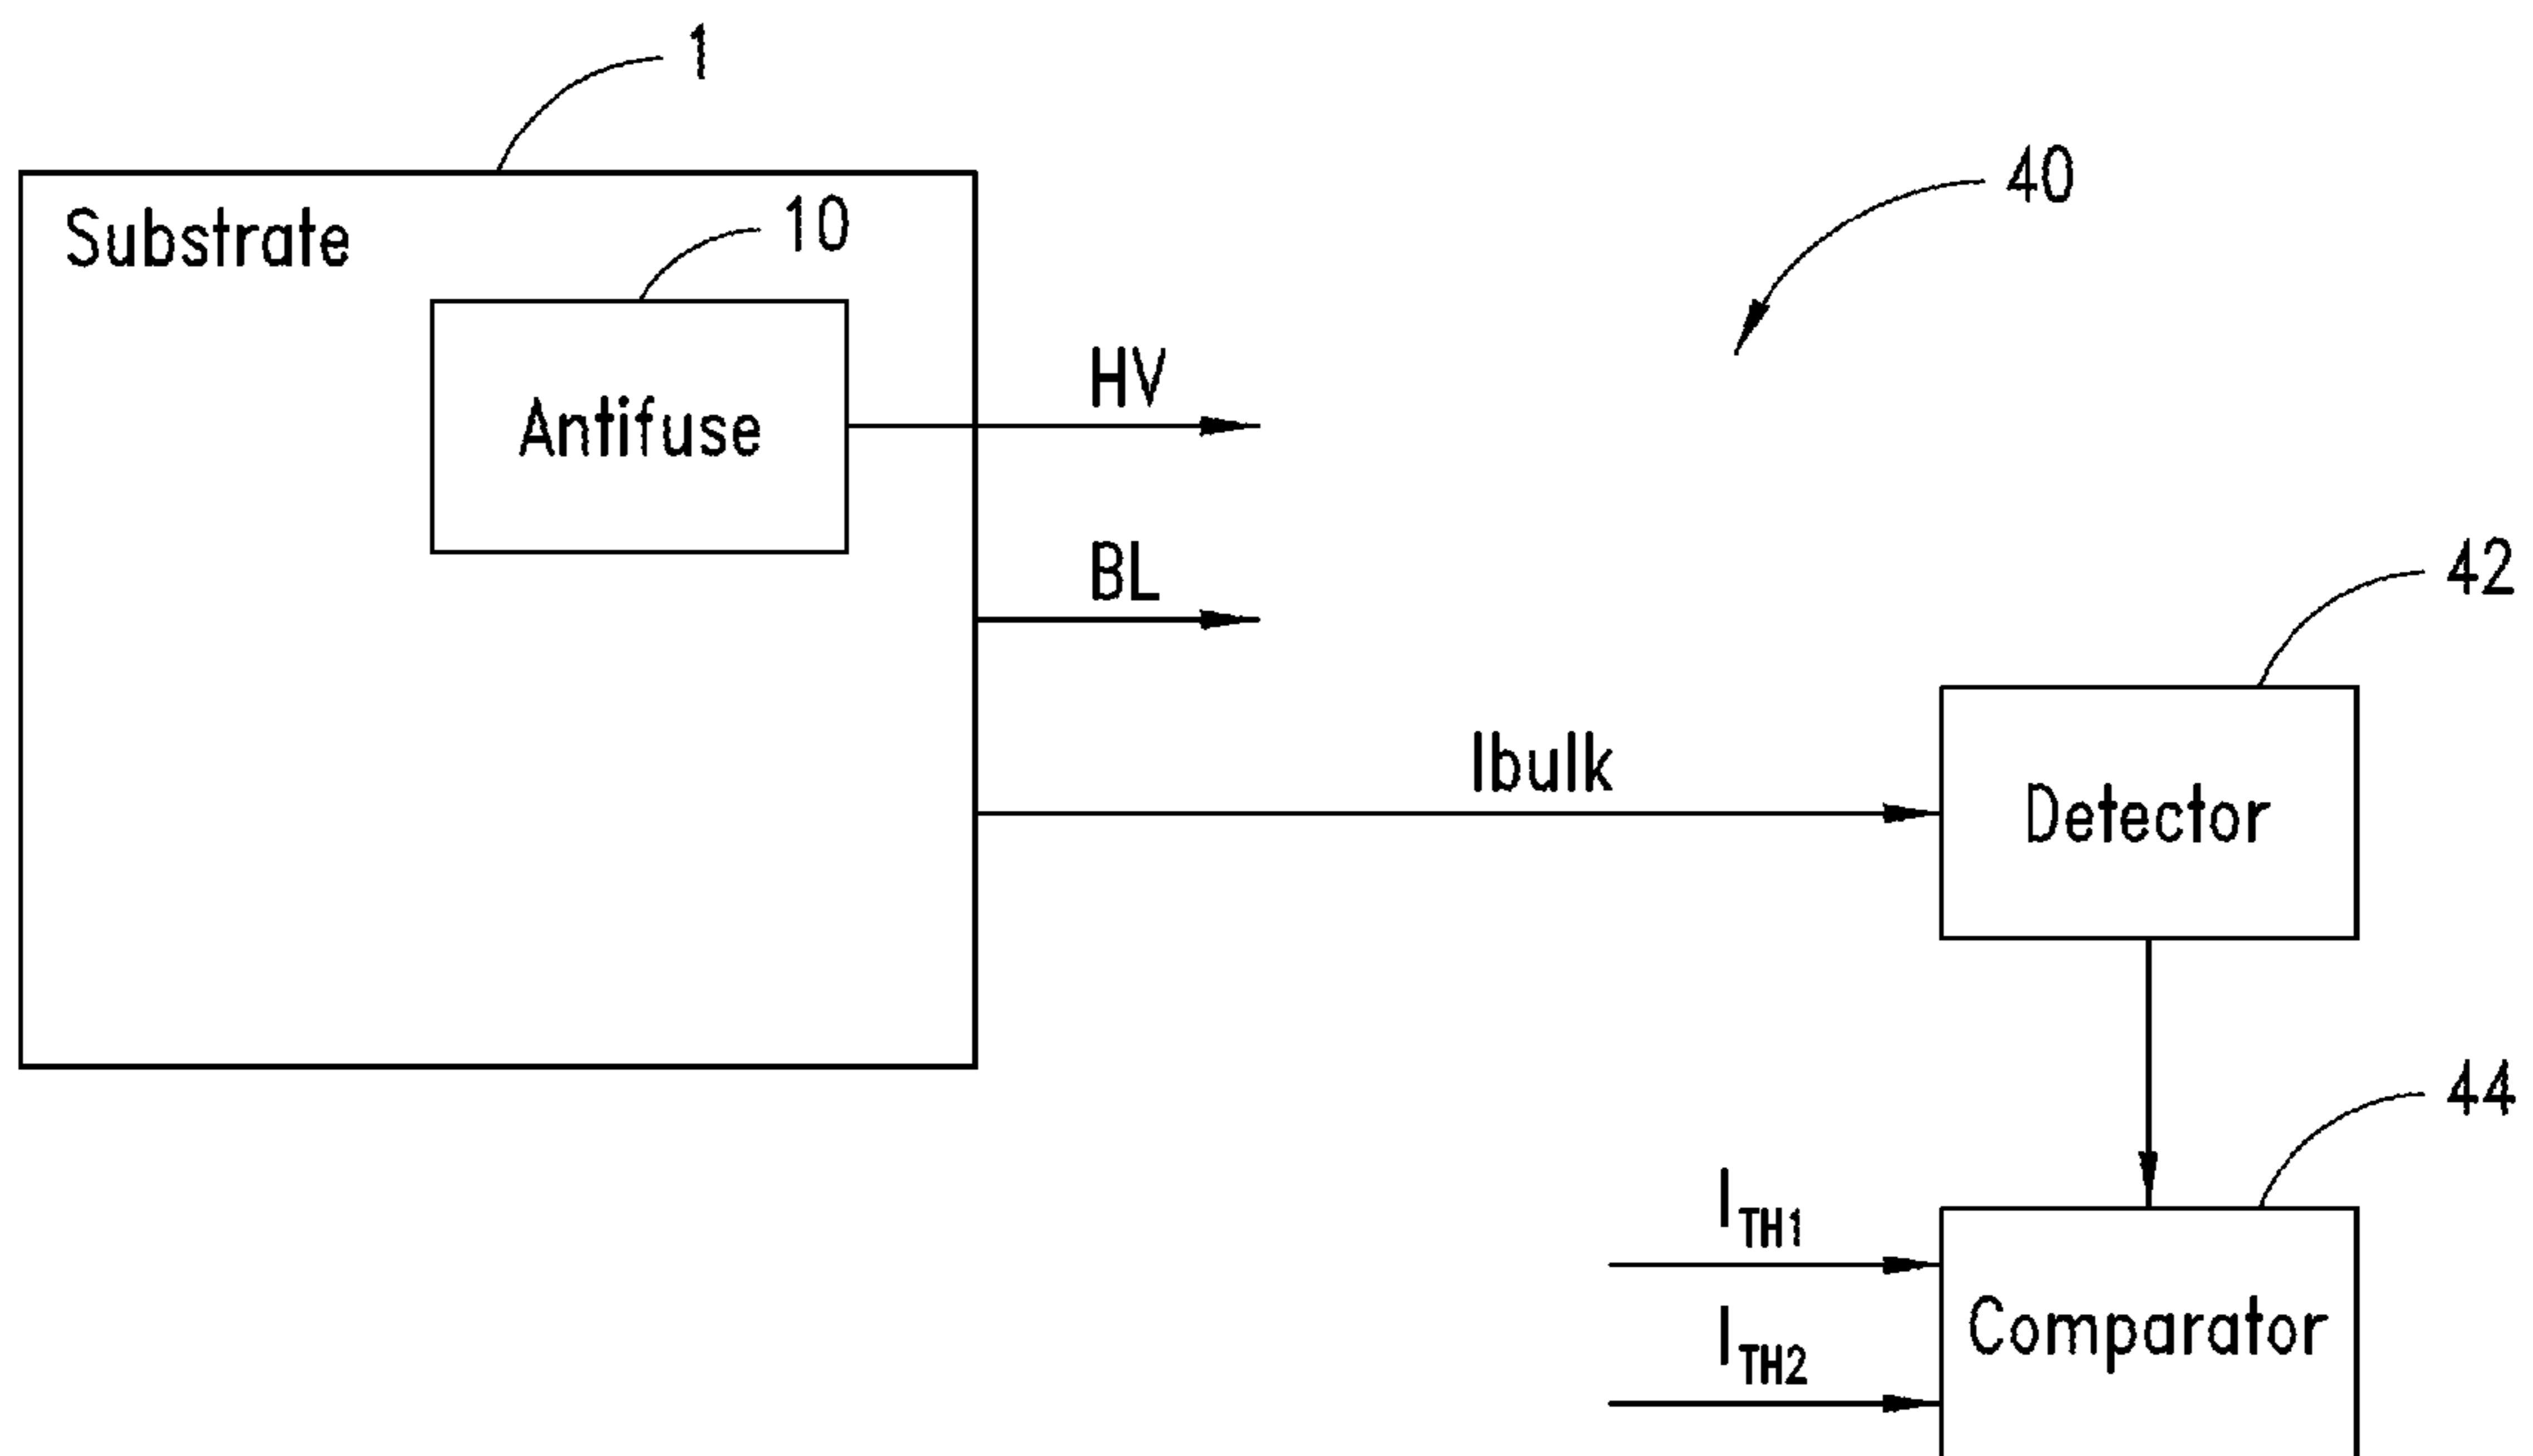 1
40
Substrate
10
HV
Antifuse
BL
42
Ibulk
Detector
44
I_TH1
Comparator
I_TH2